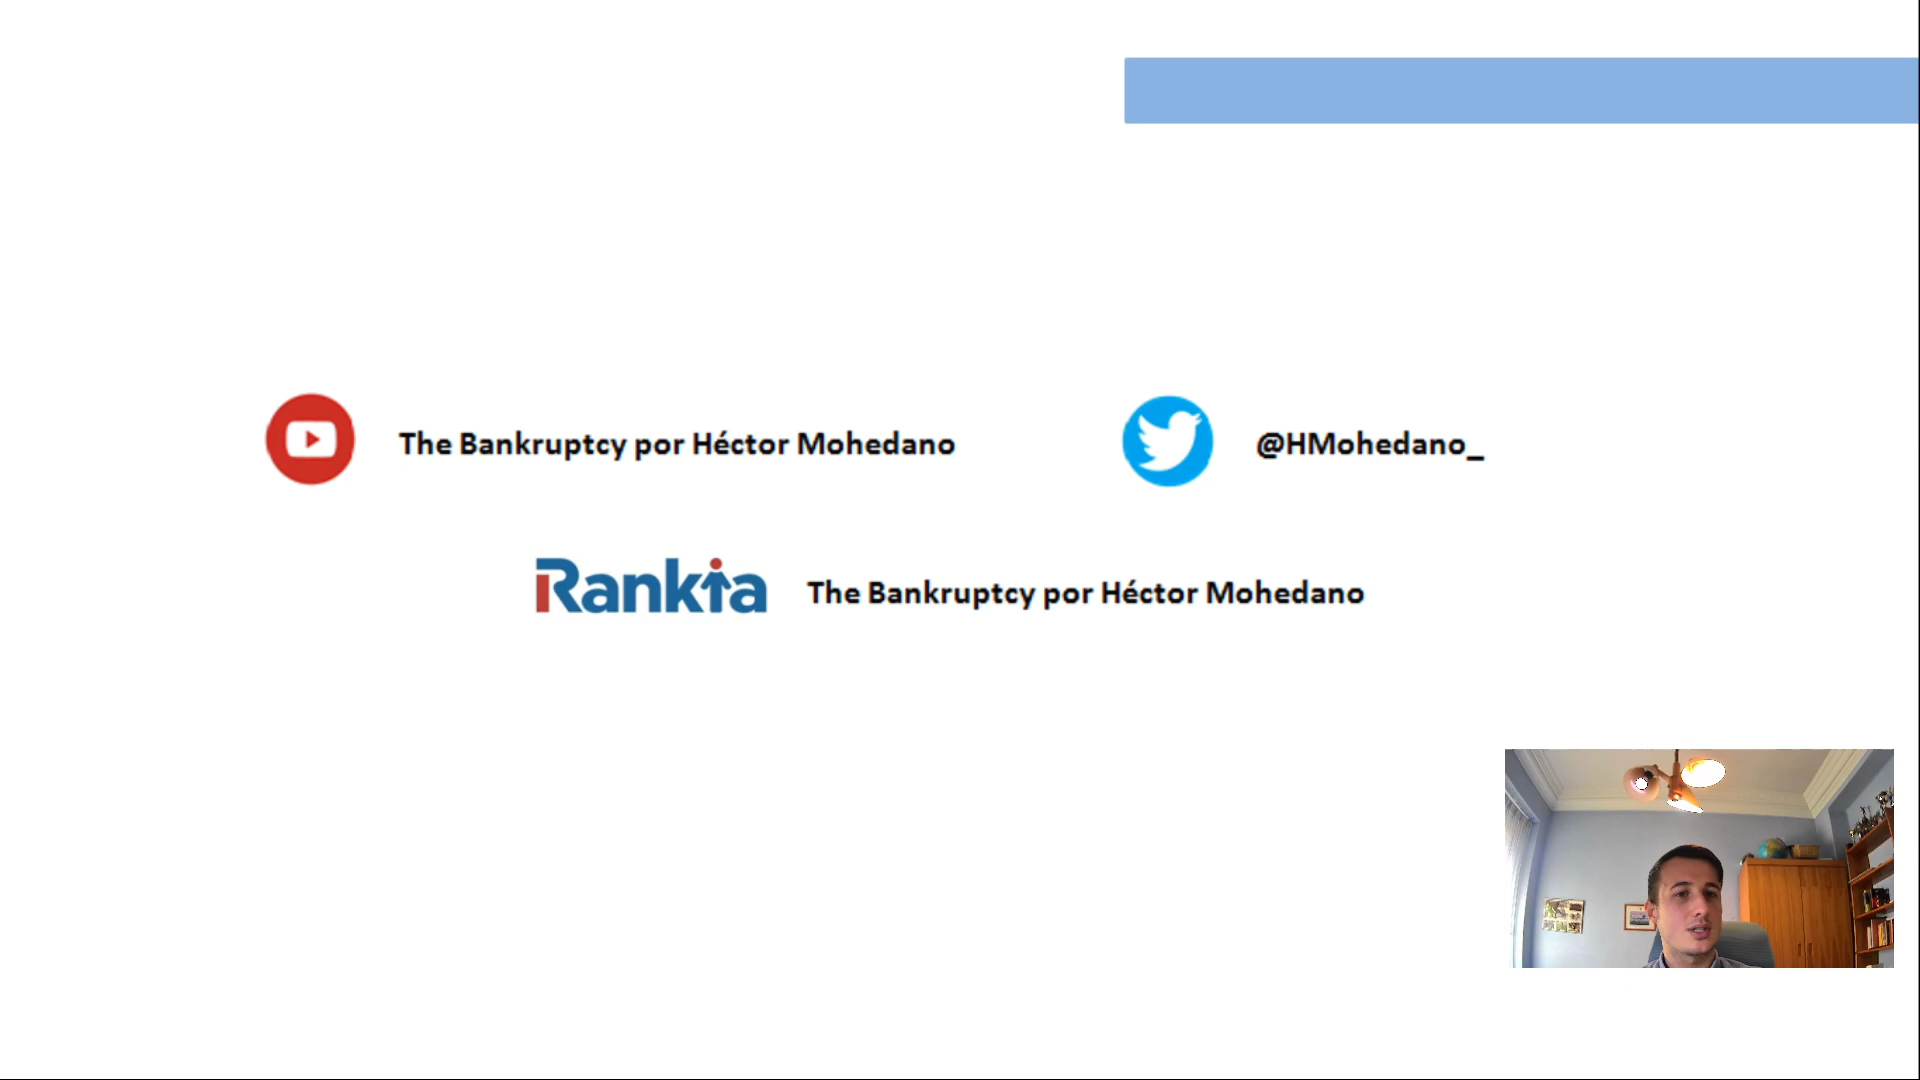 The Bankruptcy por Héctor Mohedano
@HMohedano_
Rankia The Bankruptcy por Héctor Mohedano